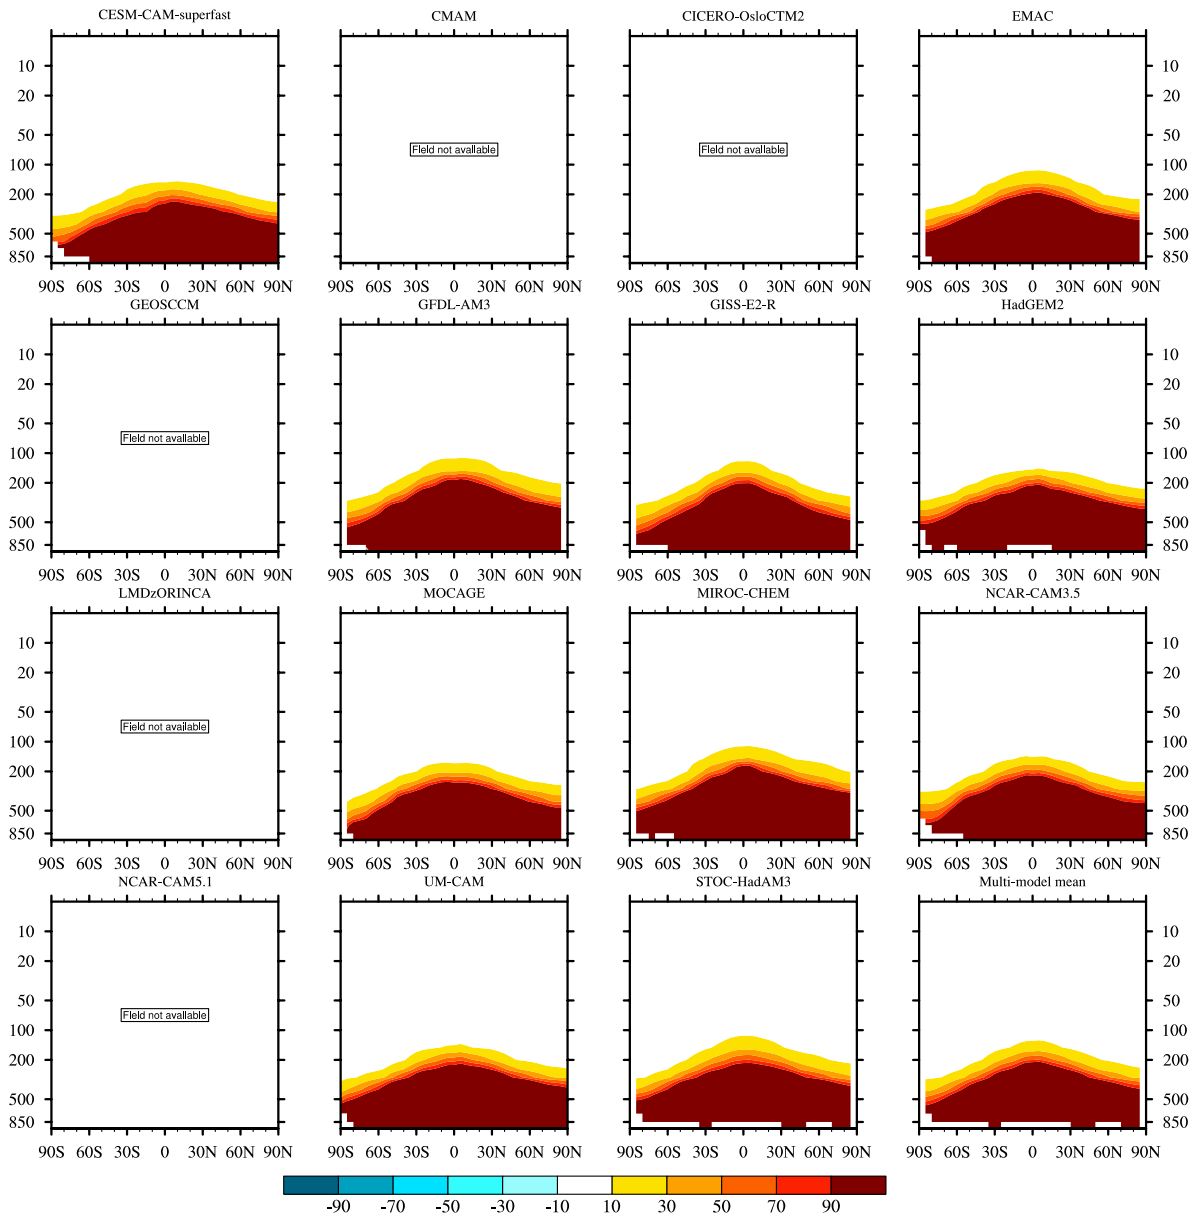 CESM-CAM-superfast CMAM CICERO-OsloCTM2 EMAC
10 10
20 20
50 Field not available Field not available 50
100 100
200 200
500 500
850 850
90S 60S 30S 0 30N 60N 90N 90S 60S 30S 0 30N 60N 90N 90S 60S 30S 0 30N 60N 90N 90S 60S 30S 0 30N 60N 90N
GEOSCCM GFDL-AM3 GISS-E2-R HadGEM2
10 10
20 20
50 50
Field not available
100 100
200 200
500 500
850 850
90S 60S 30S 0 30N 60N 90N 90S 60S 30S 0 30N 60N 90N 90S 60S 30S 0 30N 60N 90N 90S 60S 30S 0 30N 60N 90N
LMDzORINCA MOCAGE MIROC-CHEM NCAR-CAM3.5
10 10
20 20
50 50
Field not available
100 100
200 200
500 500
850 850
90S 60S 30S 0 30N 60N 90N 90S 60S 30S 0 30N 60N 90N 90S 60S 30S 0 30N 60N 90N 90S 60S 30S 0 30N 60N 90N
NCAR-CAM5.1 UM-CAM STOC-HadAM3 Multi-model mean
10 10
20 20
50 50
Field not available
100 100
200 200
500 500
850 850
90S 60S 30S 0 30N 60N 90N 90S 60S 30S 0 30N 60N 90N 90S 60S 30S 0 30N 60N 90N 90S 60S 30S 0 30N 60N 90N
-90 -70 -50 -30 -10 10 30 50 70 90